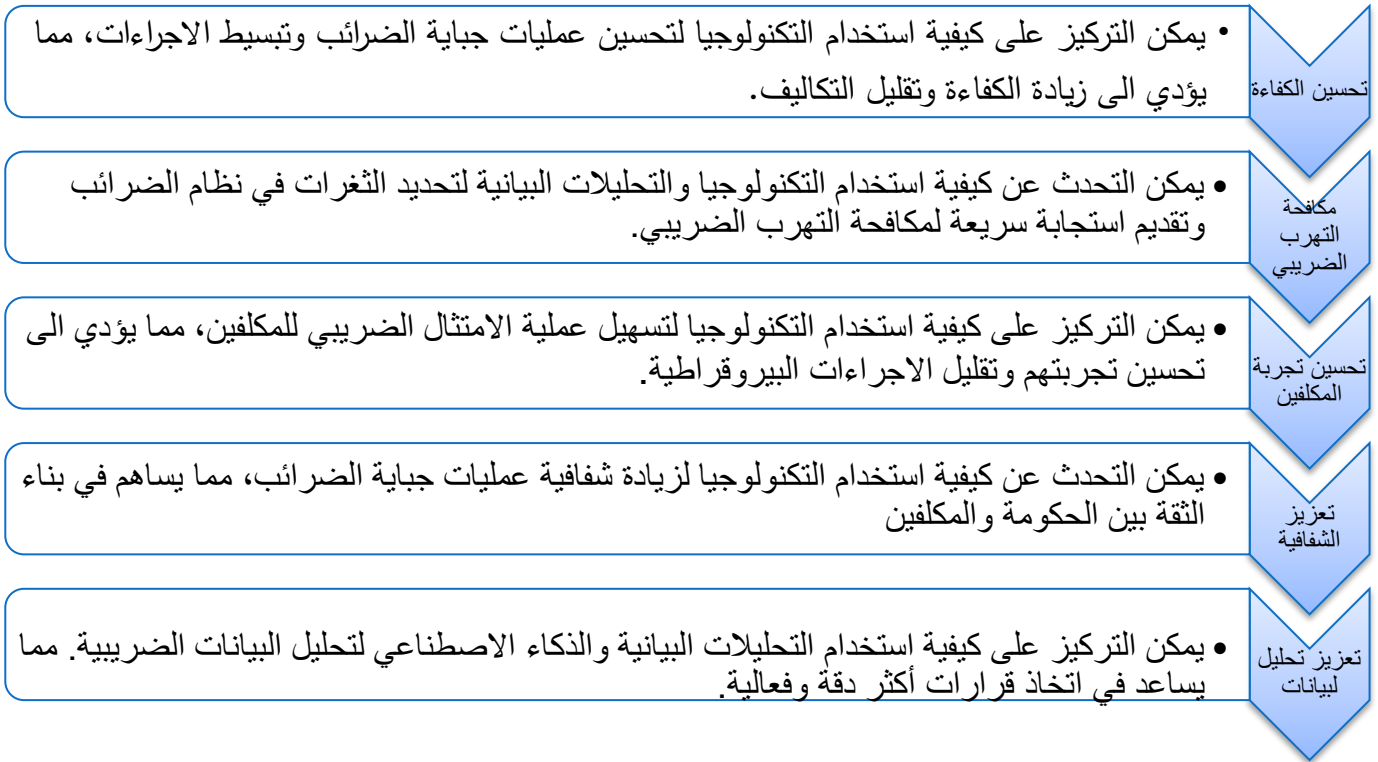 تحسين الكفاءة
• يمكن التركيز على كيفية استخدام التكنولوجيا لتحسين عمليات جباية الضرائب وتبسيط الاجراءات، مما
يؤدي الى زيادة الكفاءة وتقليل التكاليف.
مكافحة
التهرب
الضريبي
• يمكن التحدث عن كيفية استخدام التكنولوجيا والتحليلات البيانية لتحديد الثغرات في نظام الضرائب
وتقديم استجابة سريعة لمكافحة التهرب الضريبي.
تحسين تجربة
المكلفين
• يمكن التركيز على كيفية استخدام التكنولوجيا لتسهيل عملية الامتثال الضريبي للمكلفين، مما يؤدي الى
تحسين تجربتهم وتقليل الاجراءات البيروقراطية.
تعزيز
الشفافية
• يمكن التحدث عن كيفية استخدام التكنولوجيا لزيادة شفافية عمليات جباية الضرائب، مما يساهم في بناء
الثقة بين الحكومة والمكلفين
تعزيز تحليل
لبيانات
• يمكن التركيز على كيفية استخدام التحليلات البيانية والذكاء الاصطناعي لتحليل البيانات الضريبية. مما
يساعد في اتخاذ قرارات أكثر دقة وفعالية.